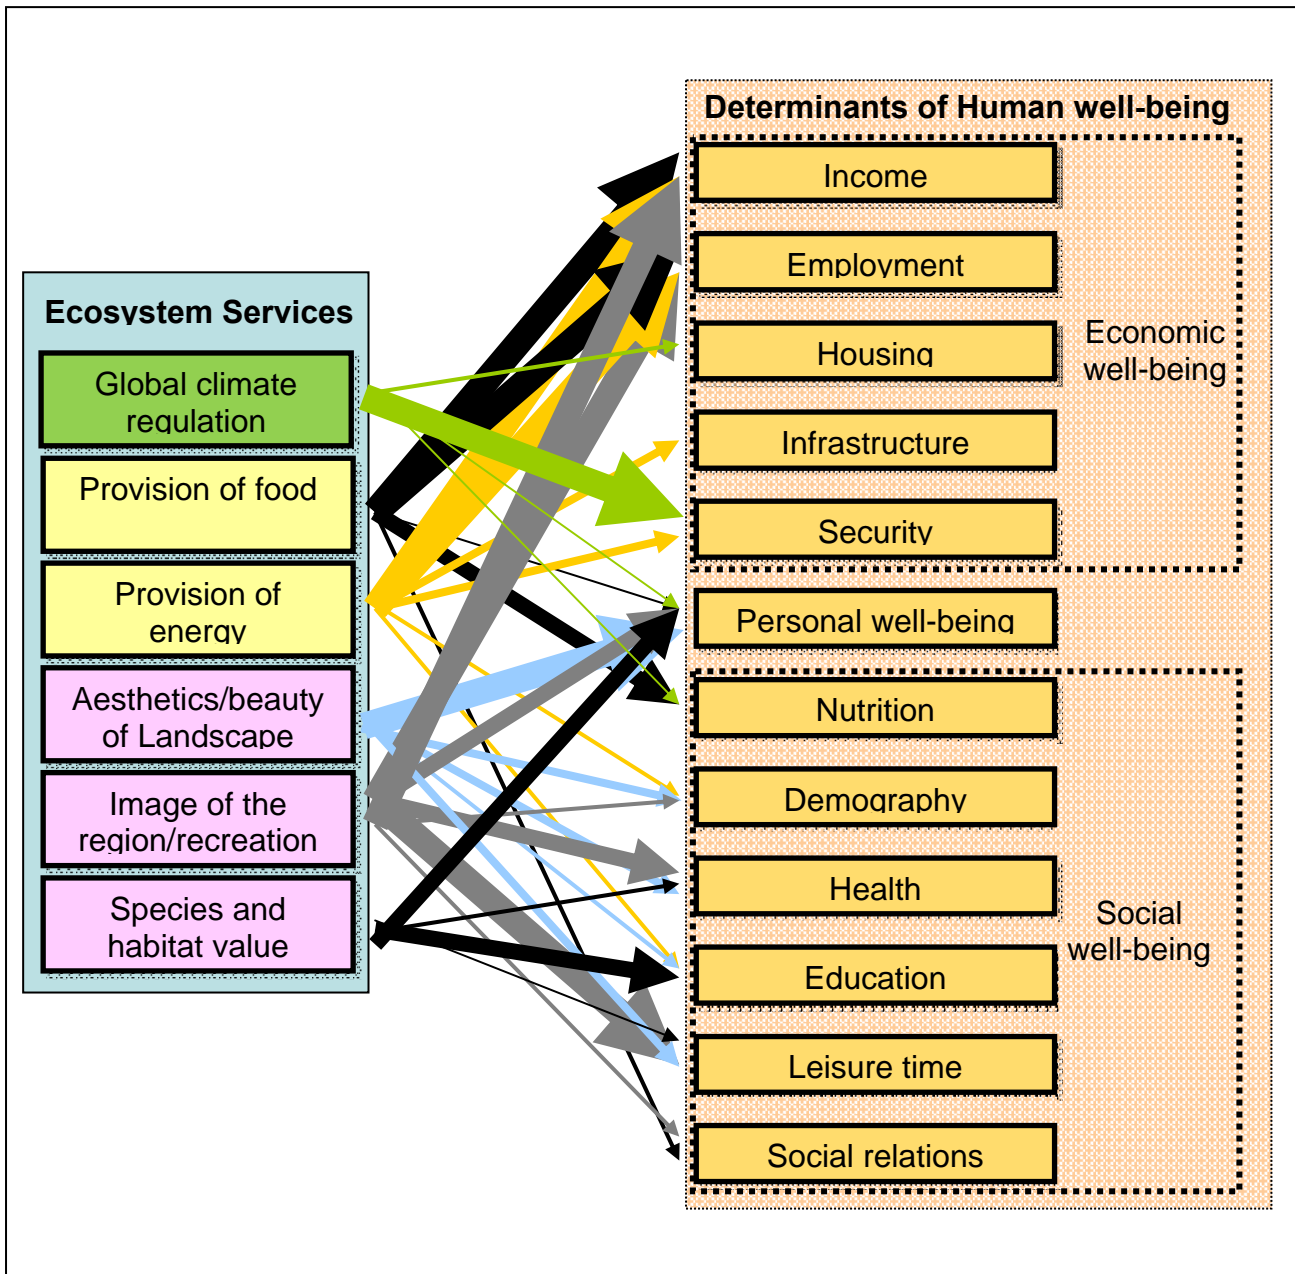 Determinants of Human well-being
Income
Employment
Housing
Infrastructure
Security
Economic
well-being
Personal well-being
Nutrition
Demography
Health
Education
Leisure time
Social relations
Social
well-being
Ecosystem Services
Global climate
regulation
Provision of food
Provision of
energy
Aesthetics/beauty
of Landscape
Image of the
region/recreation
Species and
habitat value